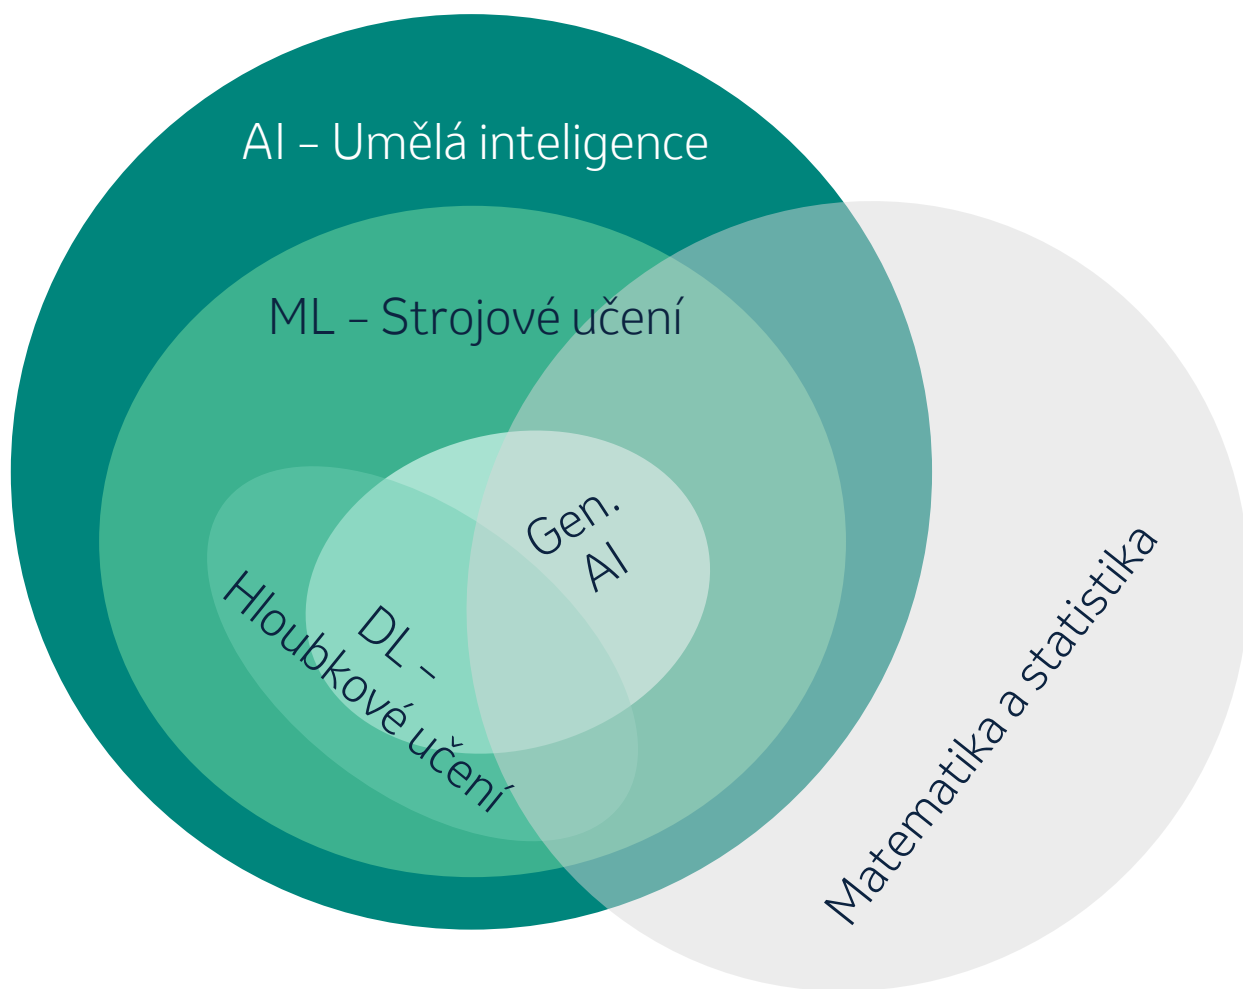 AI – Umělá inteligence
ML – Strojové učení
Gen.
AI
DL –
Hloubkové učení
Matematika a statistika